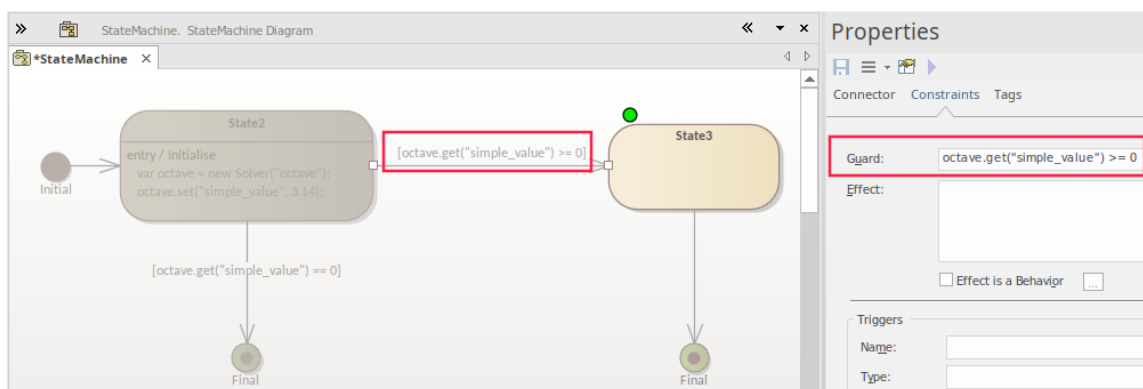 StateMachine. StateMachine Diagram
*StateMachine
State2
entry / Initialise
var octave = new Solver("octave");
octave.set("simple_value", 3.14);
Initial
[octave.get("simple_value") >= 0]
State3
[octave.get("simple_value") == 0]
Final
Final
Properties
Connector Constraints Tags
Guard: octave.get("simple_value") >= 0
Effect:
Effect is a Behavior ...
Triggers
Name:
Type: